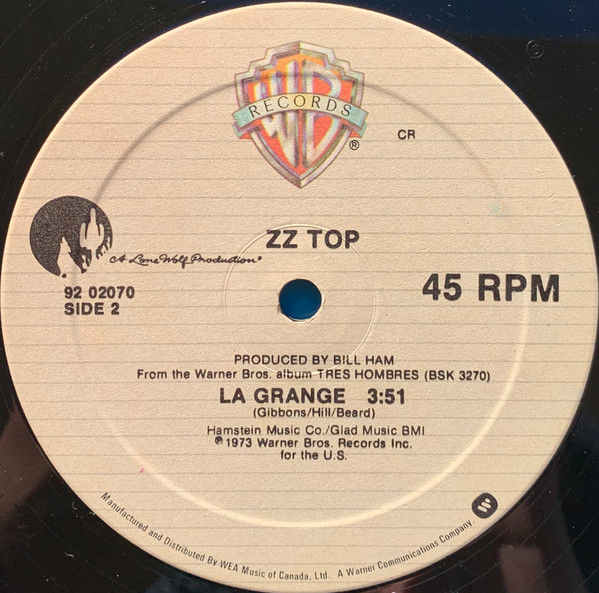 WB
RECORDS
®
CR
ZZ TOP
A Lone Wolf Production®
92 02070
SIDE 2
45 RPM
PRODUCED BY BILL HAM
From the Warner Bros. album TRES HOMBRES (BSK 3270)
LA GRANGE 3:51
(Gibbons/Hill/Beard)
Hamstein Music Co./Glad Music BMI
℗1973 Warner Bros. Records Inc.
for the U.S.
Manufactured and Distributed By WEA Music of Canada, Ltd. A Warner Communications Company.